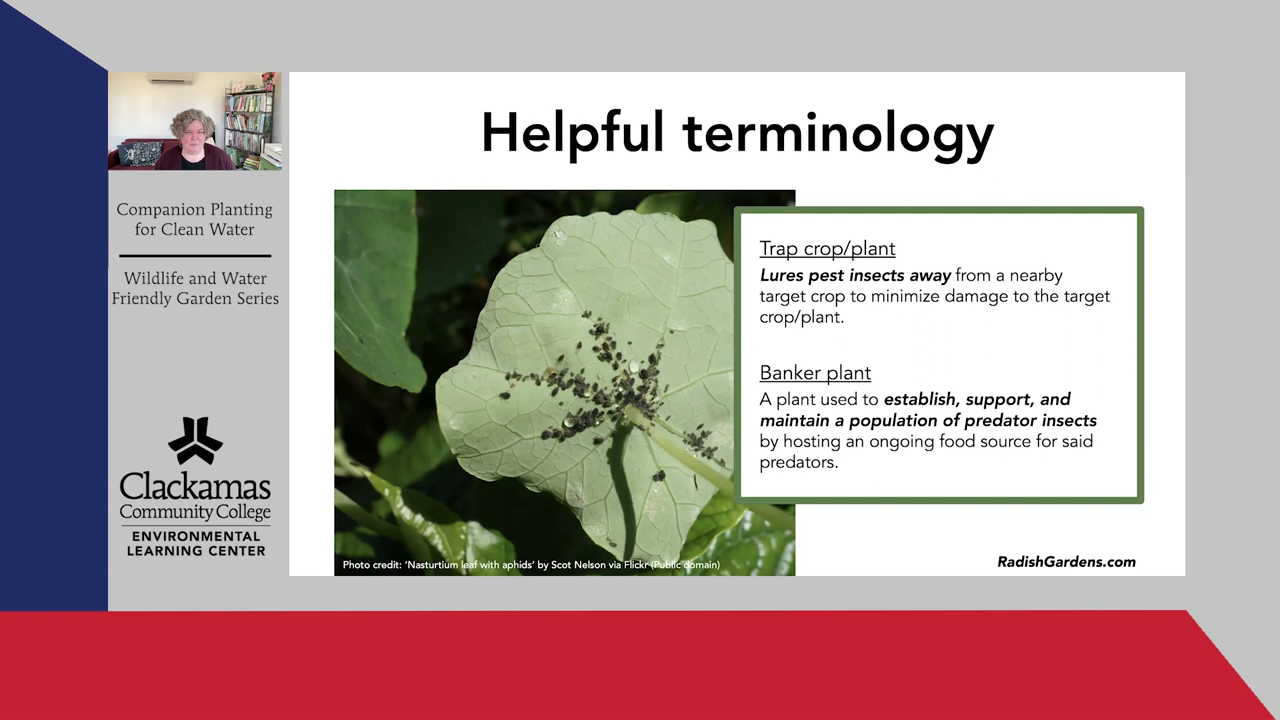 Companion Planting
for Clean Water
Wildlife and Water
Friendly Garden Series
Clackamas
Community College
ENVIRONMENTAL
LEARNING CENTER
Helpful terminology
Trap crop/plant
Lures pest insects away from a nearby
target crop to minimize damage to the target
crop/plant.
Banker plant
A plant used to establish, support, and
maintain a population of predator insects
by hosting an ongoing food source for said
predators.
Photo credit: ‘Nasturtium leaf with aphids’ by Scot Nelson via Flickr (Public domain)
RadishGardens.com